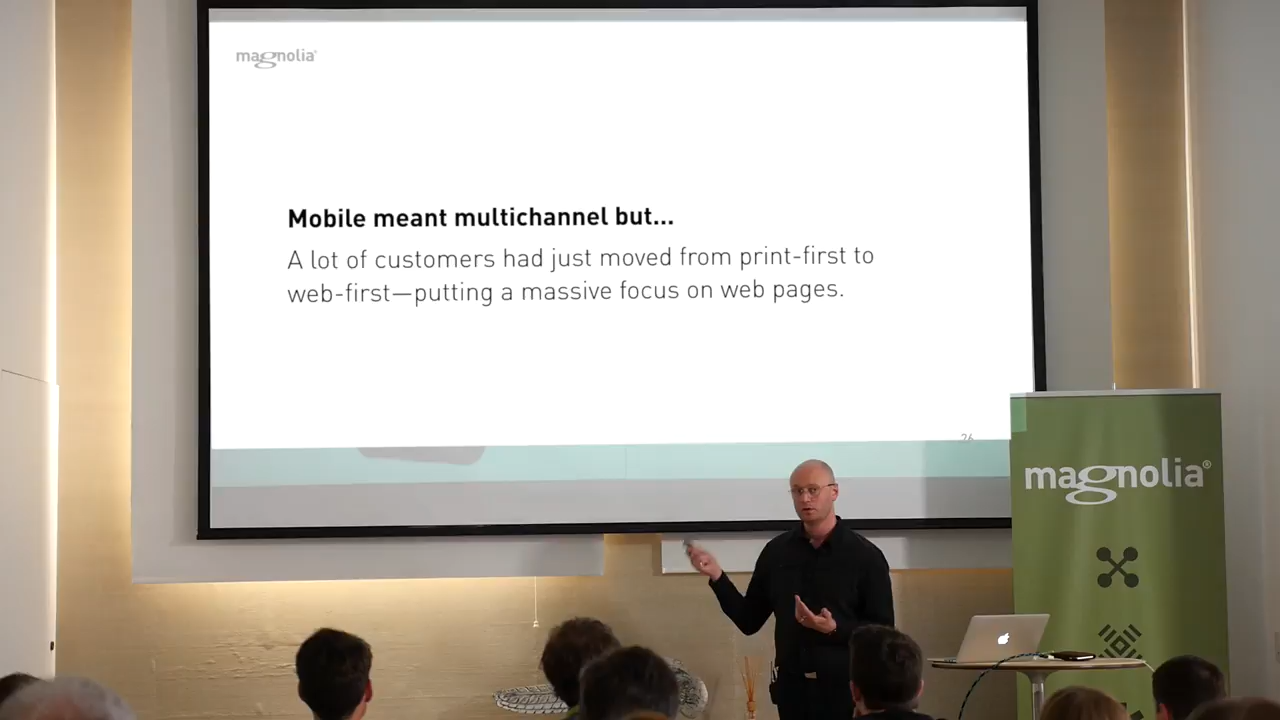 magnolia®
Mobile meant multichannel but...
A lot of customers had just moved from print-first to
web-first—putting a massive focus on web pages.
26
magnolia®